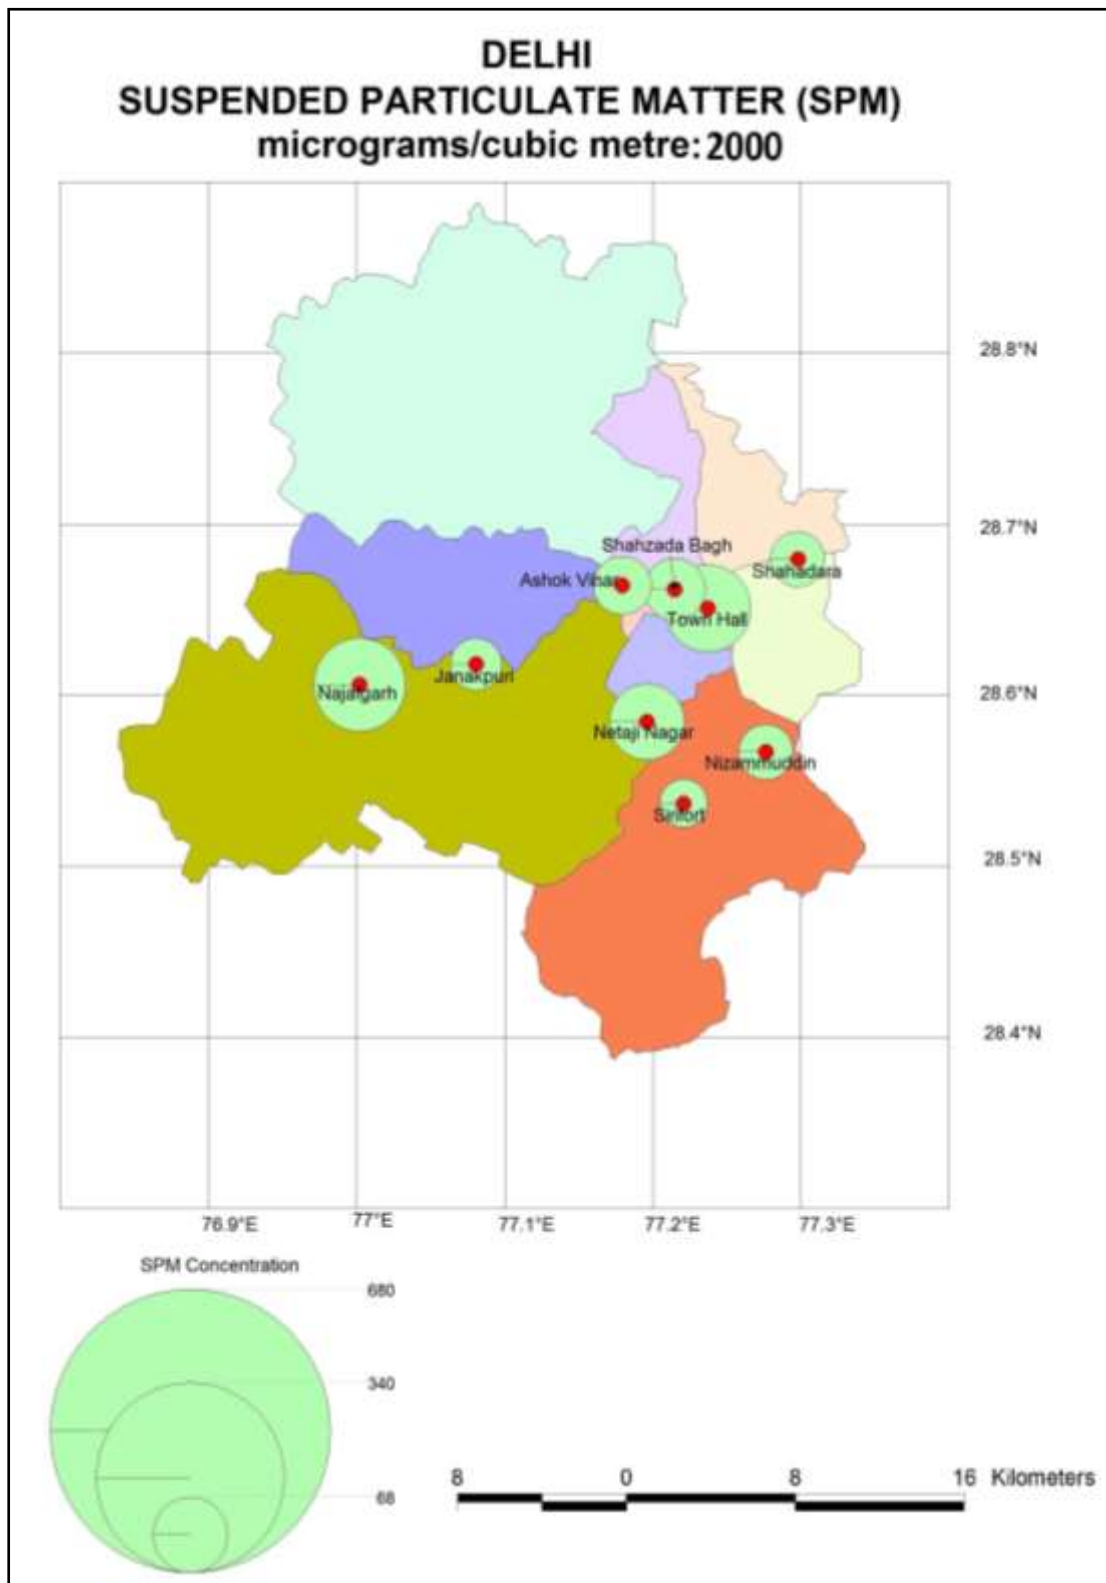 DELHI
SUSPENDED PARTICULATE MATTER (SPM)
micrograms/cubic metre: 2000
28.8°N
28.7°N
Shahzada Bagh
Shahadara
Ashok Vihar
Town Hall
Janakpuri
Najafgarh
28.6°N
Netaji Nagar
Nizammuddin
Sirifort
28.5°N
28.4°N
76.9°E 77°E 77.1°E 77.2°E 77.3°E
SPM Concentration
680
340
68
8 0 8 16 Kilometers